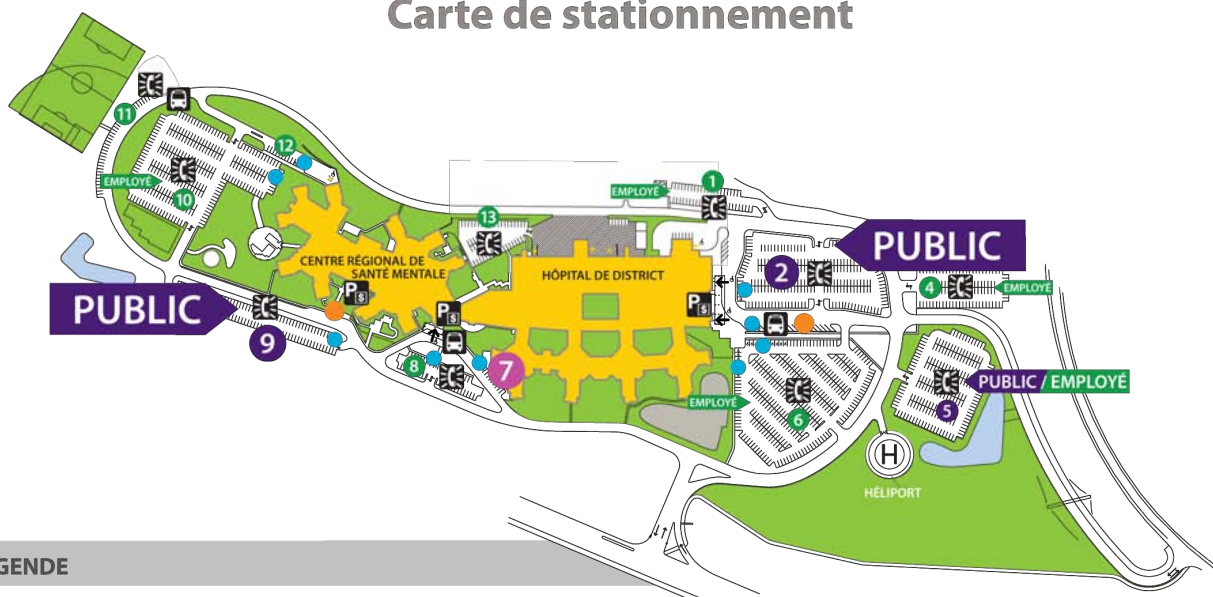 Carte de stationnement
11
12
EMPLOYÉ
10
EMPLOYÉ
1
13
PUBLIC
2
CENTRE RÉGIONAL DE
SANTÉ MENTALE
HÔPITAL DE DISTRICT
4
EMPLOYÉ
PUBLIC
9
P
$
P
$
P
$
8
7
EMPLOYÉ
6
PUBLIC / EMPLOYÉ
5
H
HÉLIPORT
GENDE